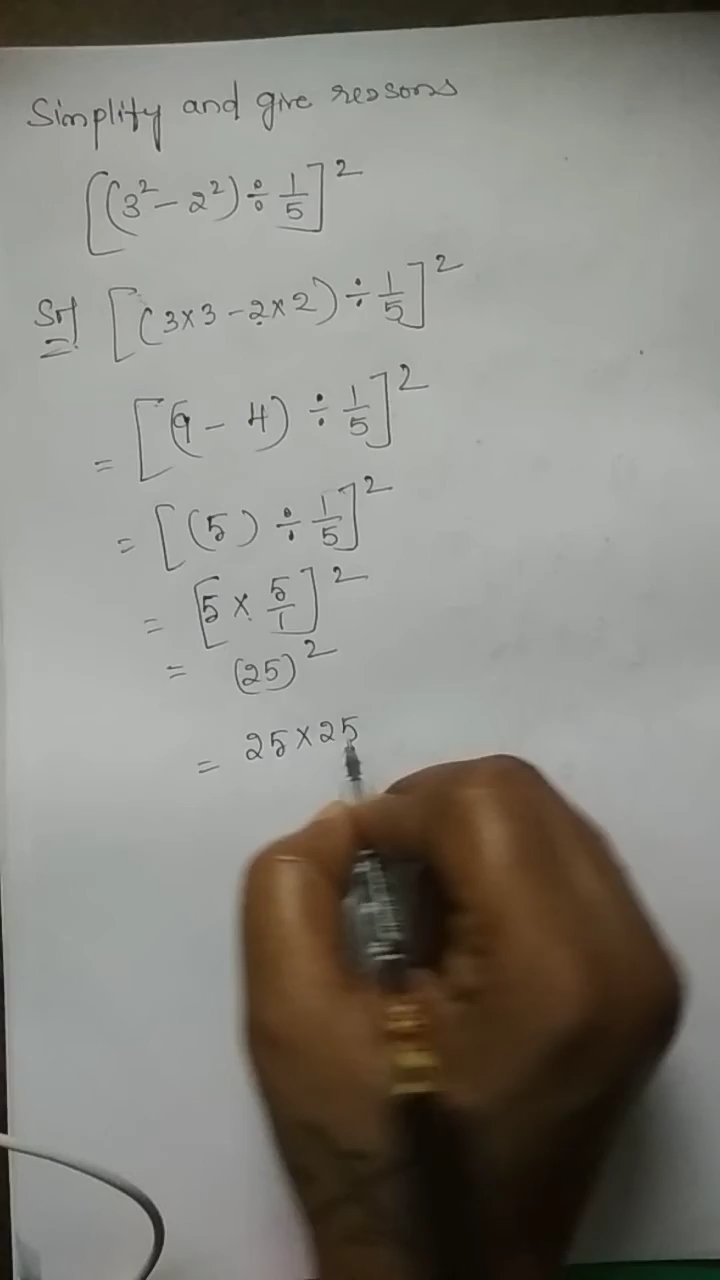 Simplity and give reasons
[(3² - 2²) ÷ 1/5]²
Sol [(3×3 - 2×2) ÷ 1/5]²
= [(9 - 4) ÷ 1/5]²
= [(5) ÷ 1/5]²
= [5 × 5/1]²
= (25)²
= 25×25